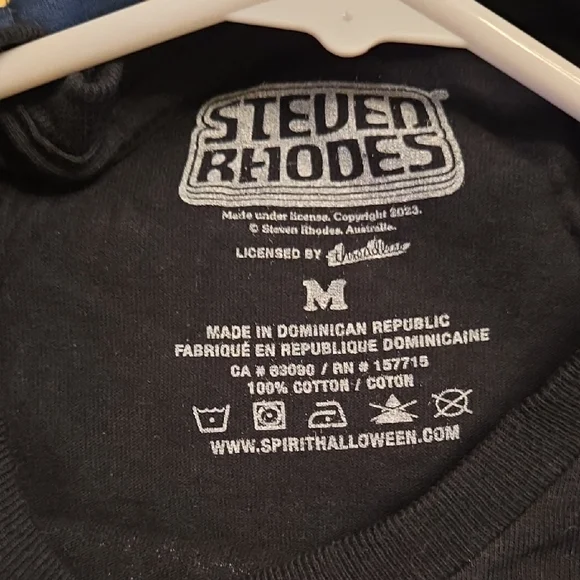 STEVEN
RHODES
Made under license. Copyright 2023.
© Steven Rhodes. Australia.
LICENSED BY threadless
M
MADE IN DOMINICAN REPUBLIC
FABRIQUÉ EN REPUBLIQUE DOMINICAINE
CA # 63090 / RN # 157715
100% COTTON / COTON
WWW.SPIRITHALLOWEEN.COM